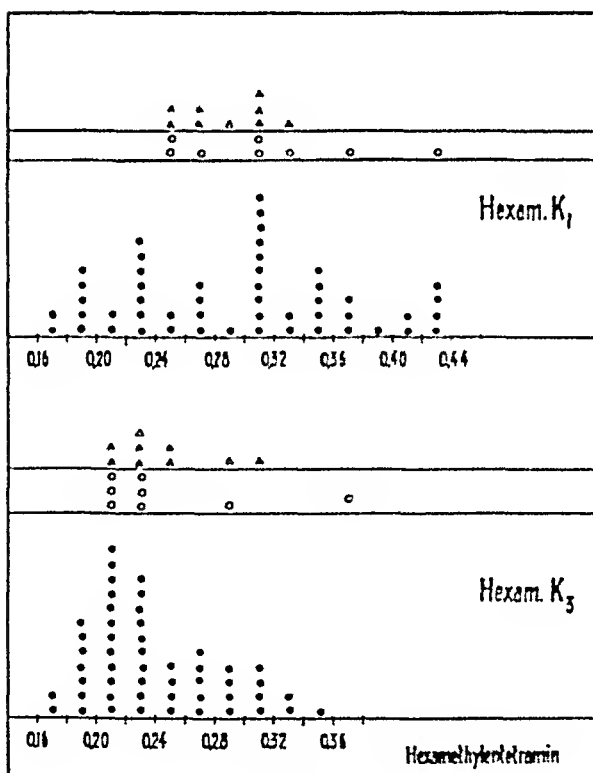 Hexam. K₁
0,16 0,20 0,24 0,28 0,32 0,36 0,40 0,44
Hexam. K₃
0,16 0,20 0,24 0,28 0,32 0,36
Hexamethylentetramin